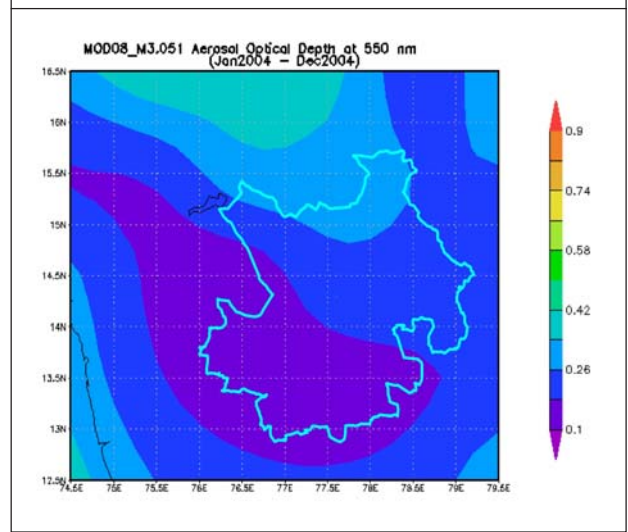 MOD08_M3.051 Aerosol Optical Depth at 550 nm
(Jan2004 - Dec2004)
16.5N
16N
15.5N
15N
14.5N
14N
13.5N
13N
12.5N
74.5E 75E 75.5E 76E 76.5E 77E 77.5E 78E 78.5E 79E 79.5E
0.9
0.74
0.58
0.42
0.26
0.1